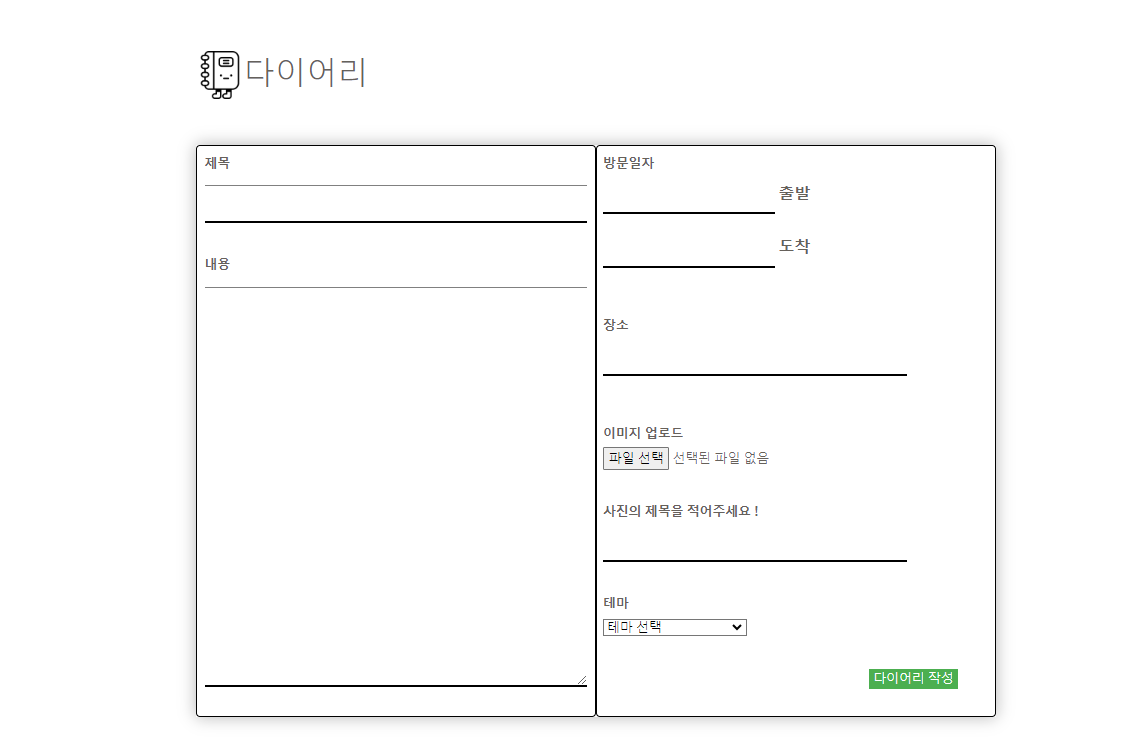 다이어리
제목
내용
방문일자
출발
도착
장소
이미지 업로드
파일 선택 선택된 파일 없음
사진의 제목을 적어주세요 !
테마
테마 선택
다이어리 작성